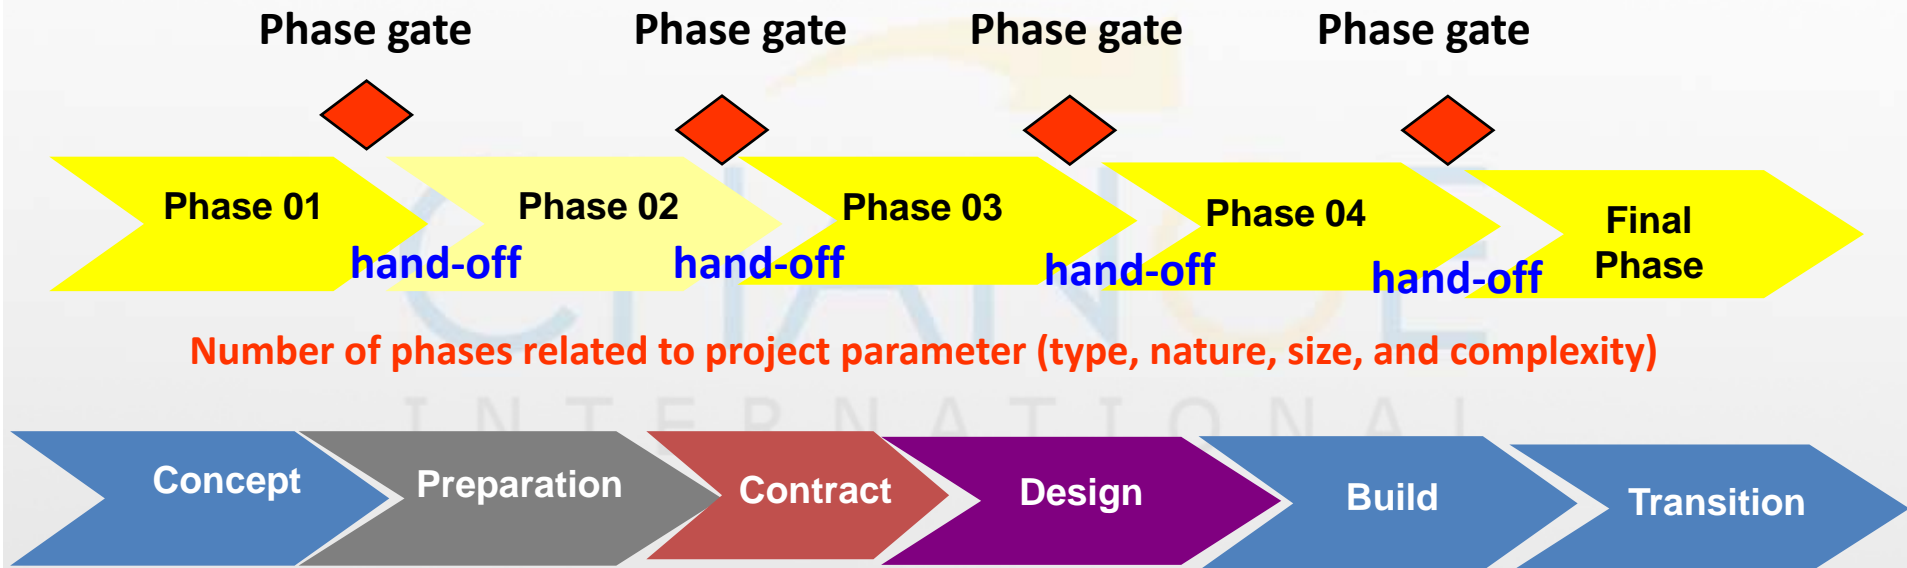 Phase gate Phase gate Phase gate Phase gate
Phase 01 Phase 02 Phase 03 Phase 04 Final
Phase
hand-off hand-off hand-off hand-off
CHANGE
Number of phases related to project parameter (type, nature, size, and complexity)
INTERNATIONAL
Concept Preparation Contract Design Build Transition